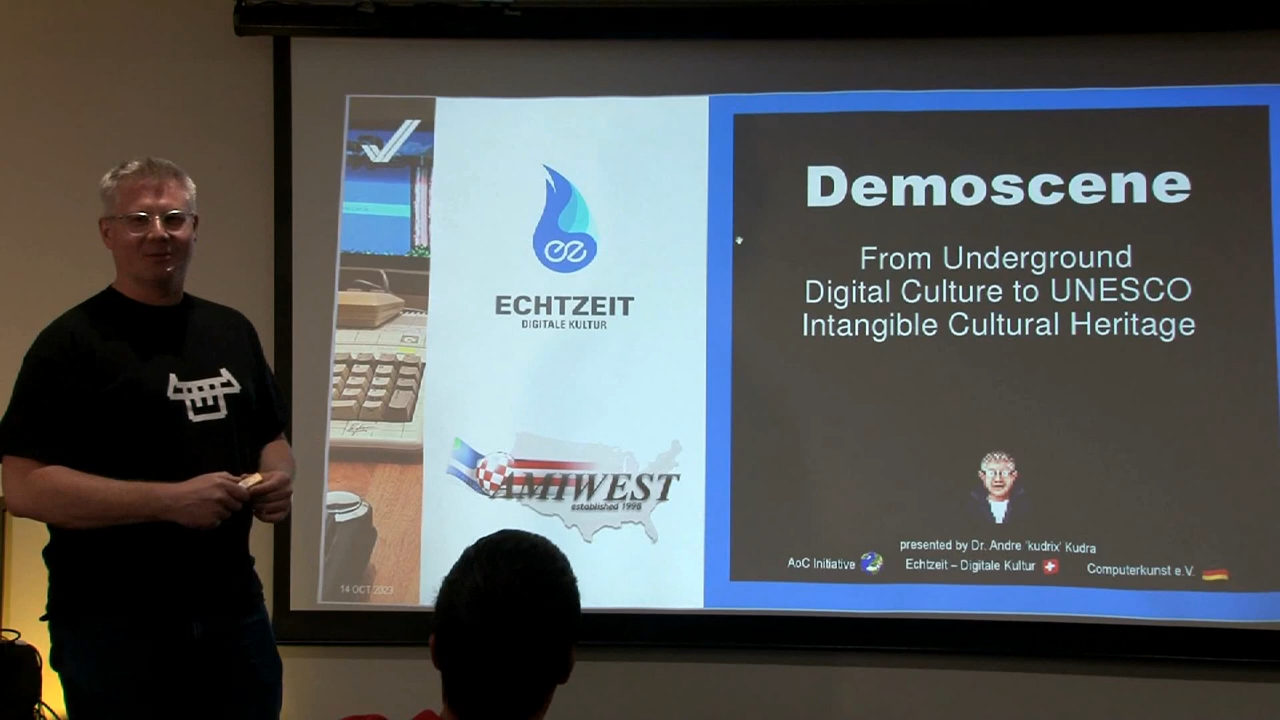 ECHTZEIT
DIGITALE KULTUR
AMIWEST
established 1998
14 OCT 2023
Demoscene
From Underground
Digital Culture to UNESCO
Intangible Cultural Heritage
presented by Dr. Andre 'kudrix' Kudra
AoC Initiative
Echtzeit – Digitale Kultur
Computerkunst e.V.